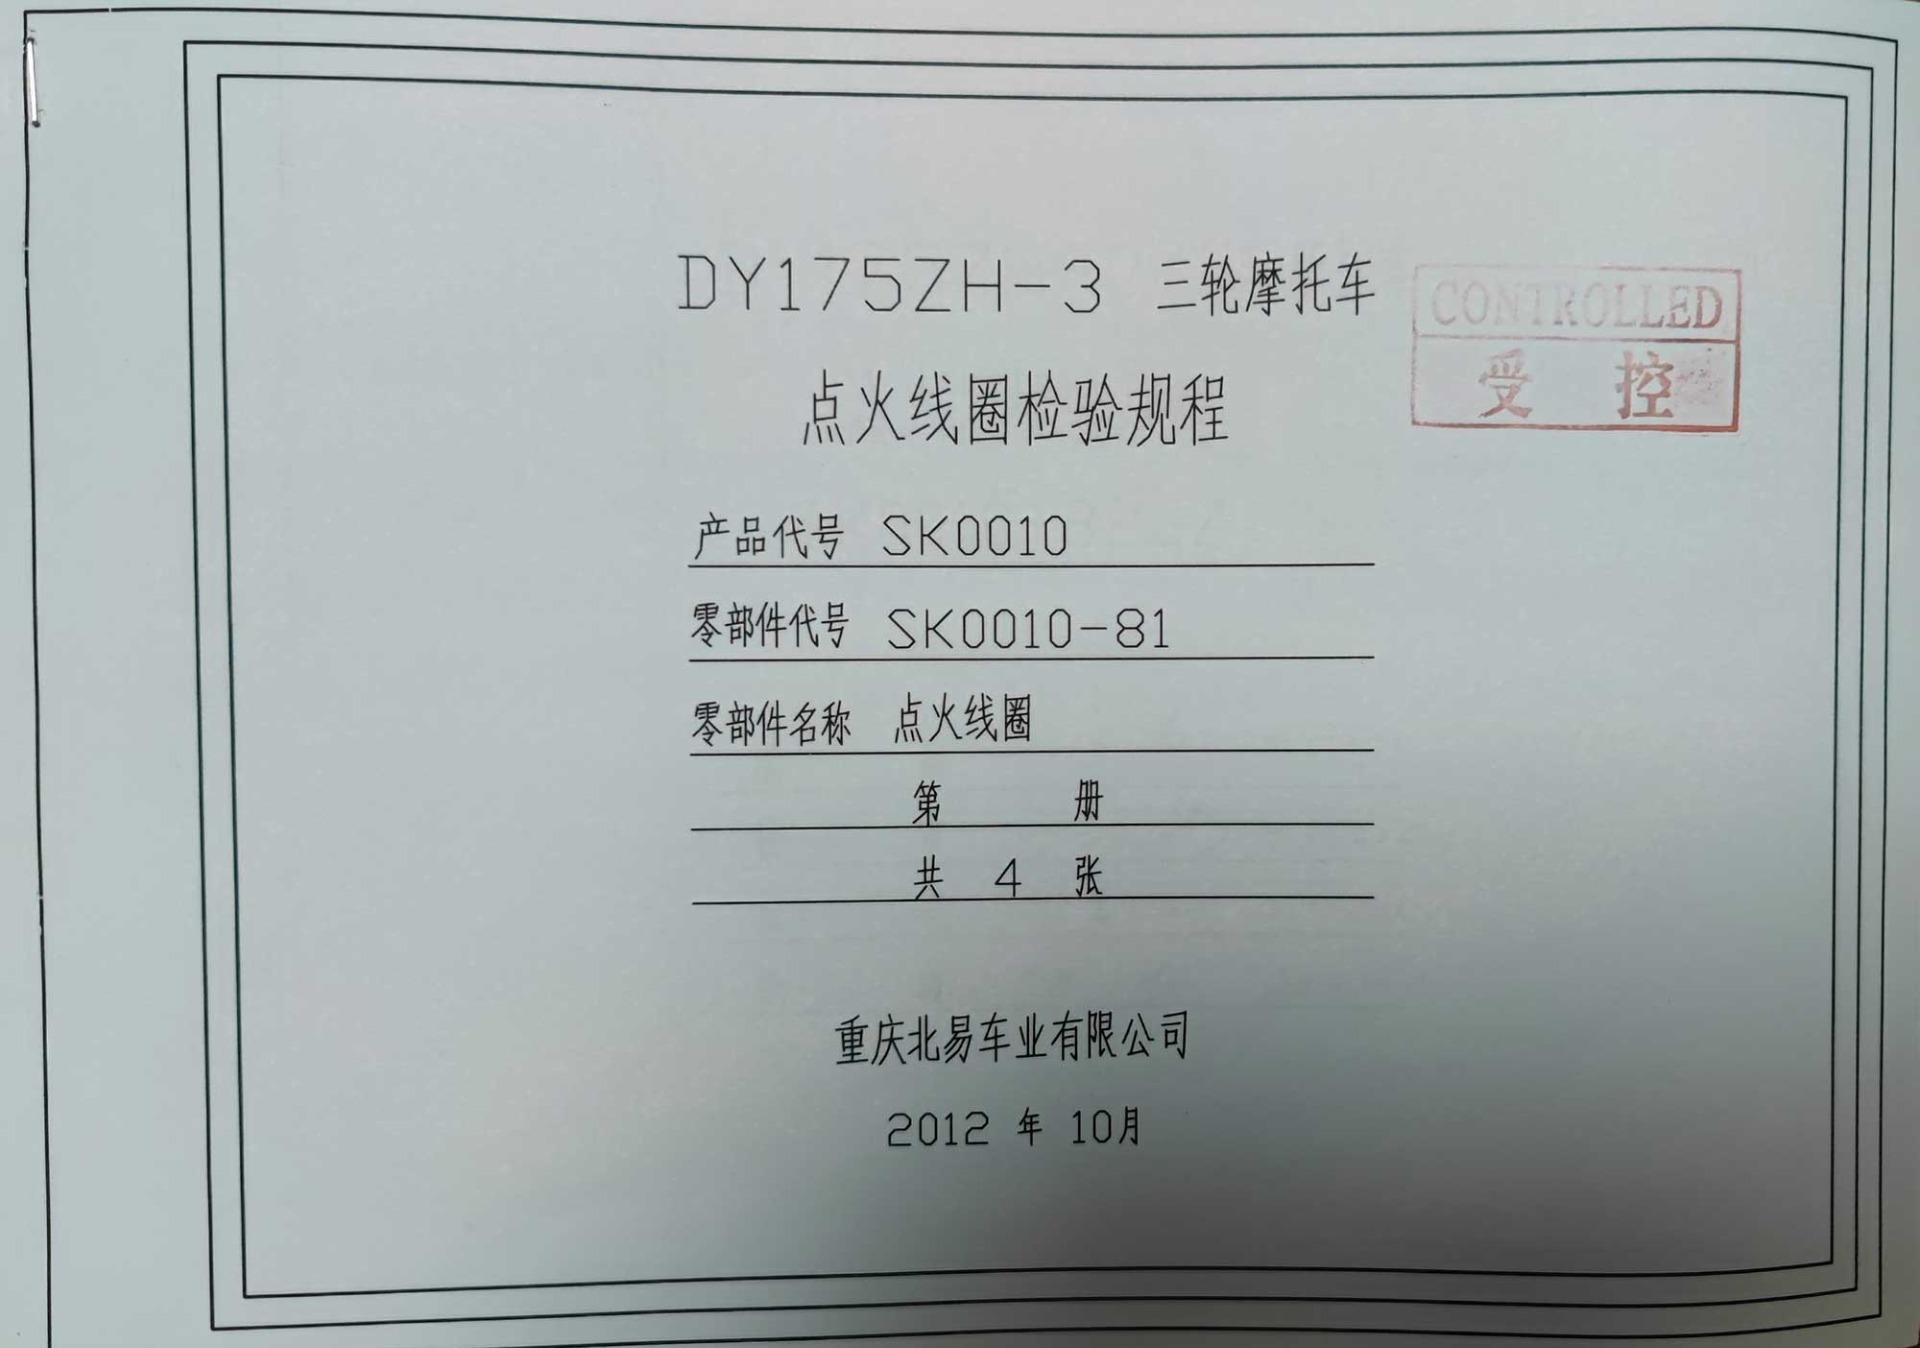 DY175ZH-3 三轮摩托车
CONTROLLED
受 控
点火线圈检验规程
产品代号 SK0010
零部件代号 SK0010-81
零部件名称 点火线圈
第 册
共 4 张
重庆北易车业有限公司
2012 年 10月